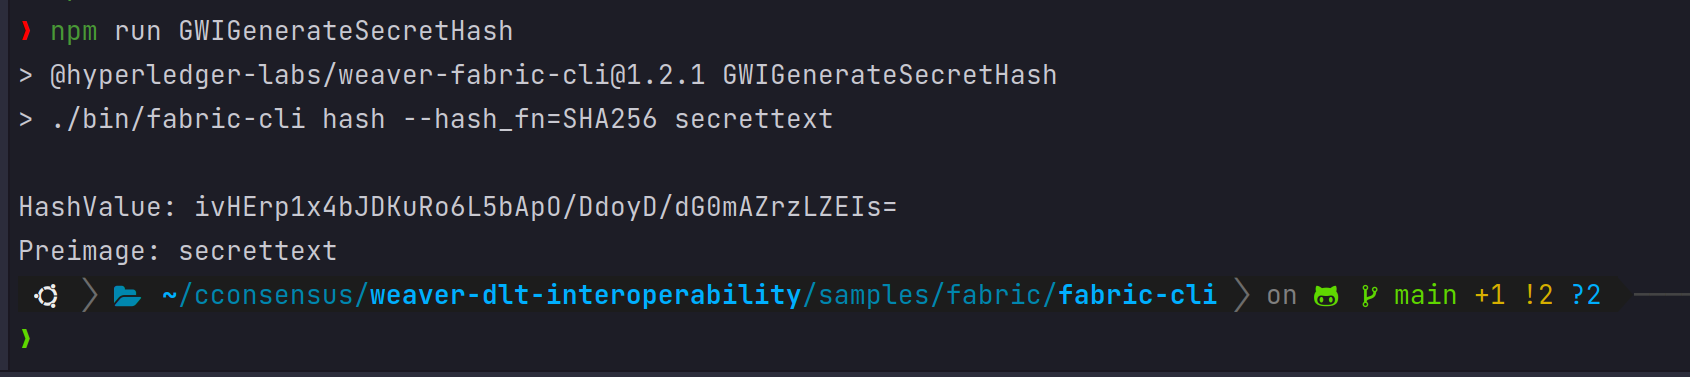 ❯ npm run GWIGenerateSecretHash
> @hyperledger-labs/weaver-fabric-cli@1.2.1 GWIGenerateSecretHash
> ./bin/fabric-cli hash --hash_fn=SHA256 secrettext
HashValue: ivHErp1x4bJDKuRo6L5bApO/DdoyD/dG0mAZrzLZEIs=
Preimage: secrettext
~/cconsensus/weaver-dlt-interoperability/samples/fabric/fabric-cli on main +1 !2 ?2
❯